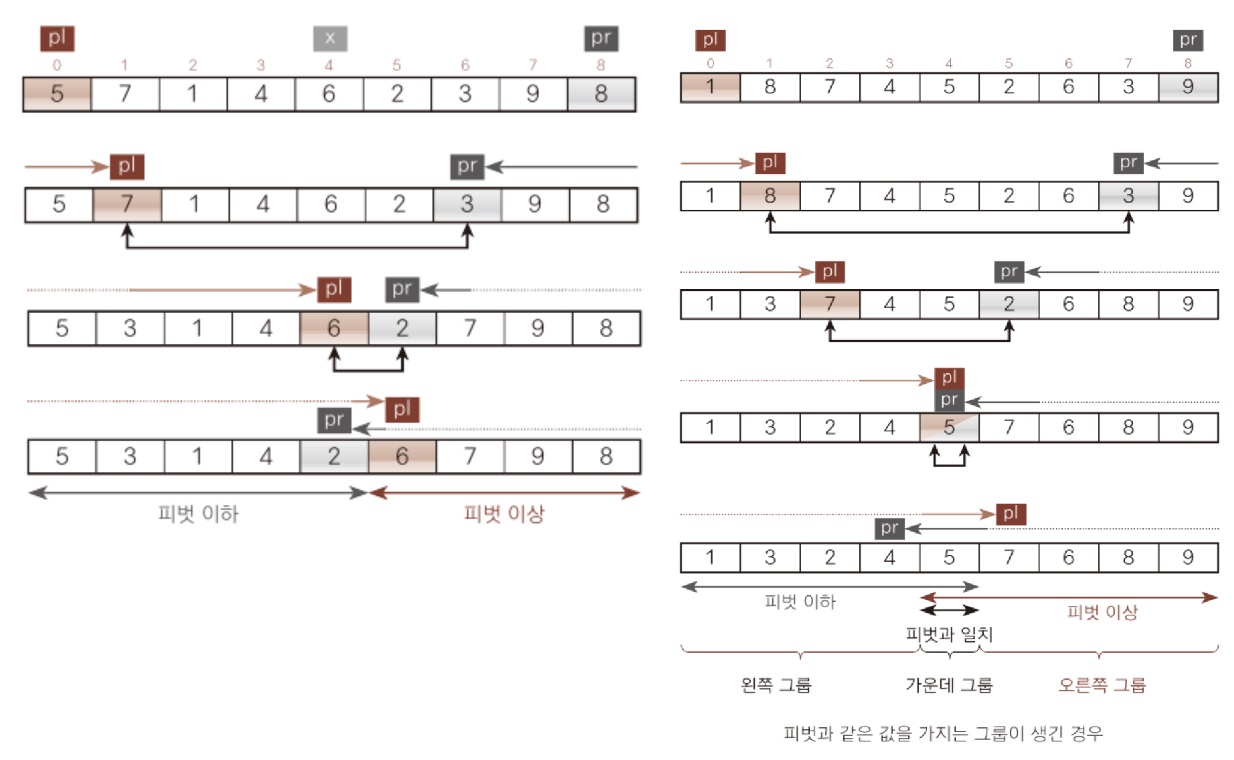 pl x pr
0 1 2 3 4 5 6 7 8
5 7 1 4 6 2 3 9 8
pl pr
5 7 1 4 6 2 3 9 8
pl pr
5 3 1 4 6 2 7 9 8
pr pl
5 3 1 4 2 6 7 9 8
피벗 이하 피벗 이상
pl pr
0 1 2 3 4 5 6 7 8
1 8 7 4 5 2 6 3 9
pl pr
1 8 7 4 5 2 6 3 9
pl pr
1 3 7 4 5 2 6 8 9
pl
pr
1 3 2 4 5 7 6 8 9
pl
pr
1 3 2 4 5 7 6 8 9
피벗 이하 피벗 이상
피벗과 일치
왼쪽 그룹 가운데 그룹 오른쪽 그룹
피벗과 같은 값을 가지는 그룹이 생긴 경우